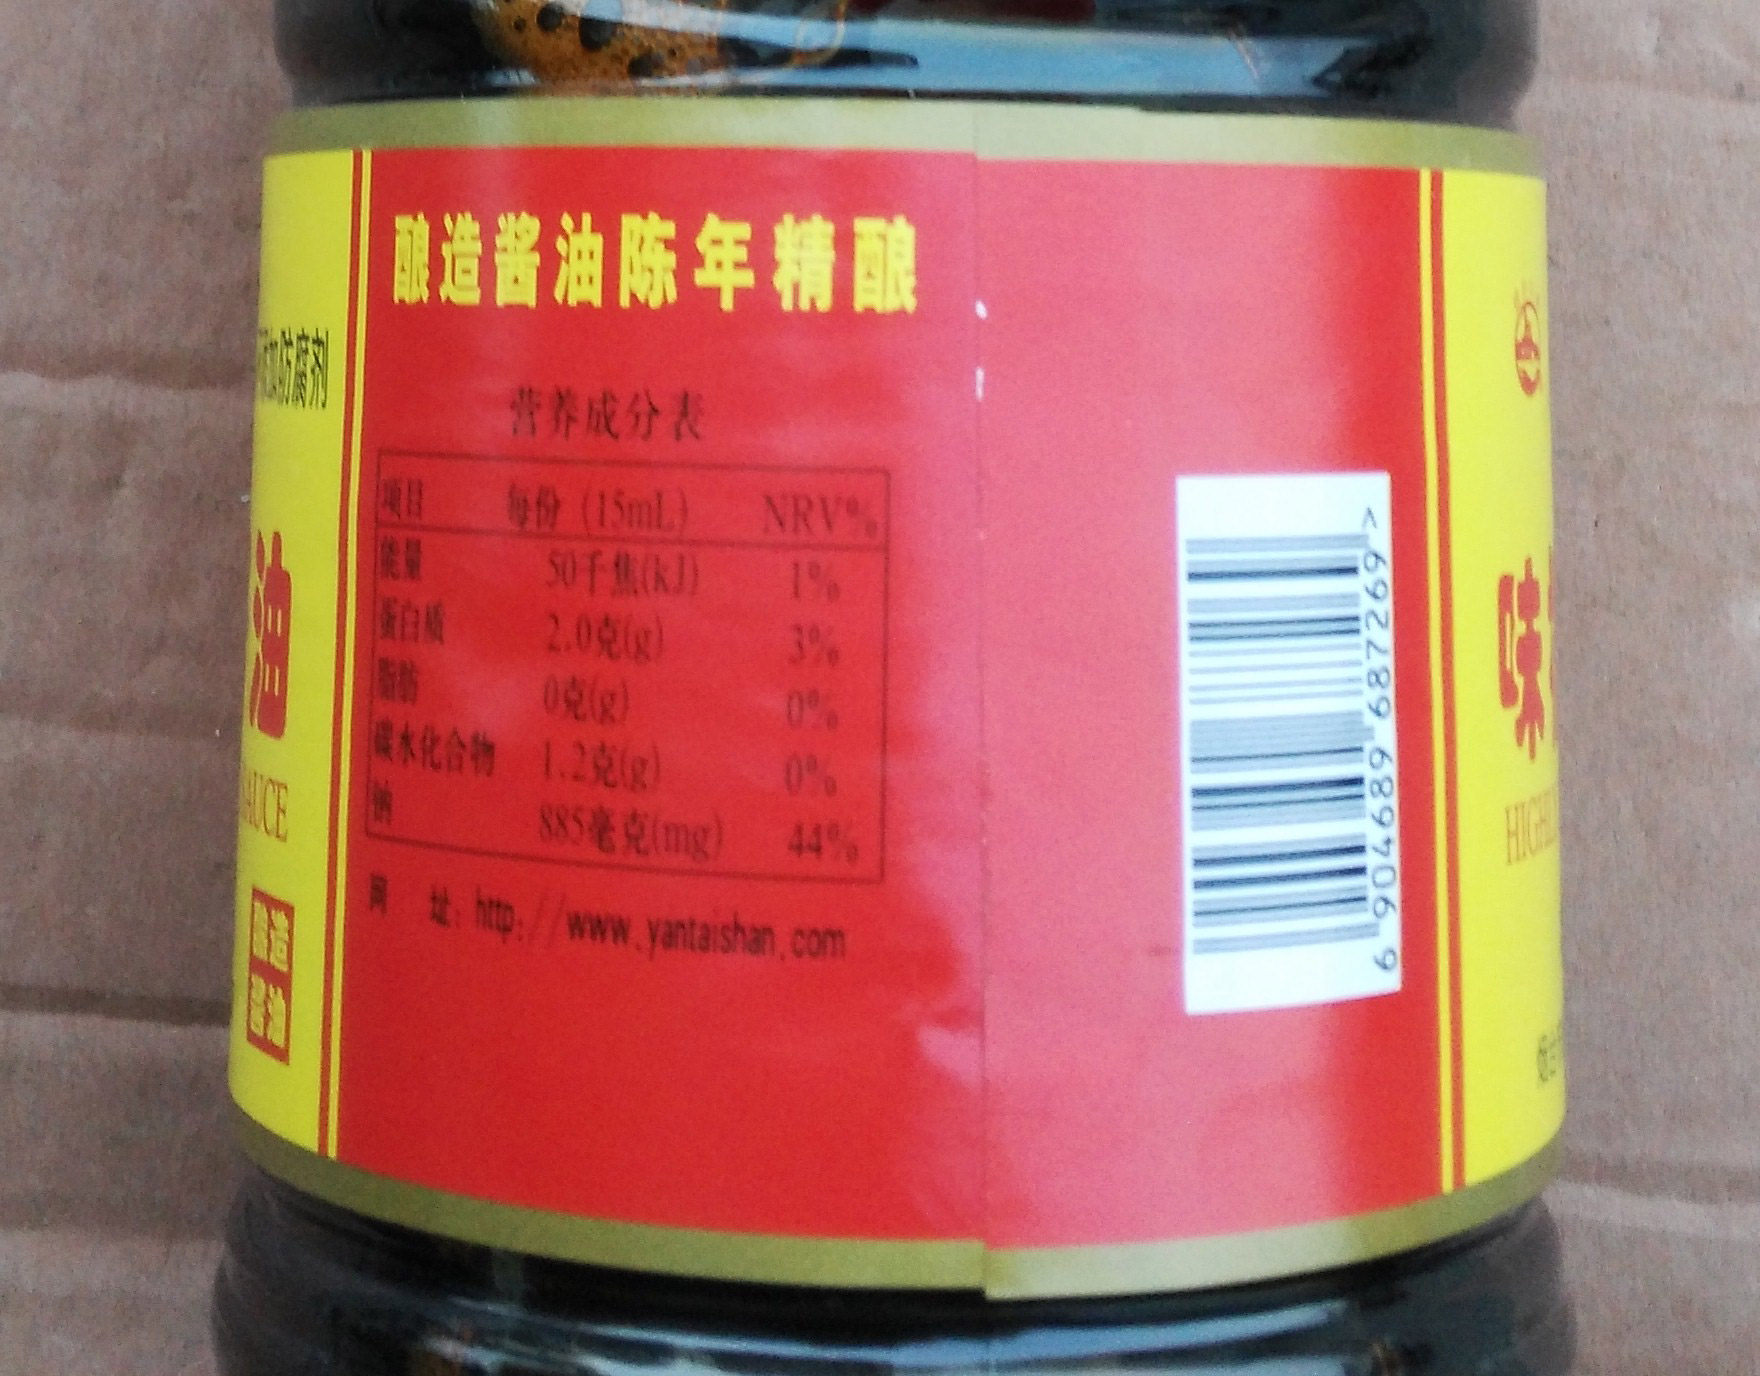 酿造酱油陈年精酿
营养成分表
项目 每份(15mL) NRV%
能量 50千焦(kJ) 1%
蛋白质 2.0克(g) 3%
脂肪 0克(g) 0%
碳水化合物 1.2克(g) 0%
钠 885毫克(mg) 44%
网 址: http://www.yantaishan.com
加防腐剂
油
AUCE
酿造
酱油
6 904689 687269 >
味
HIGH